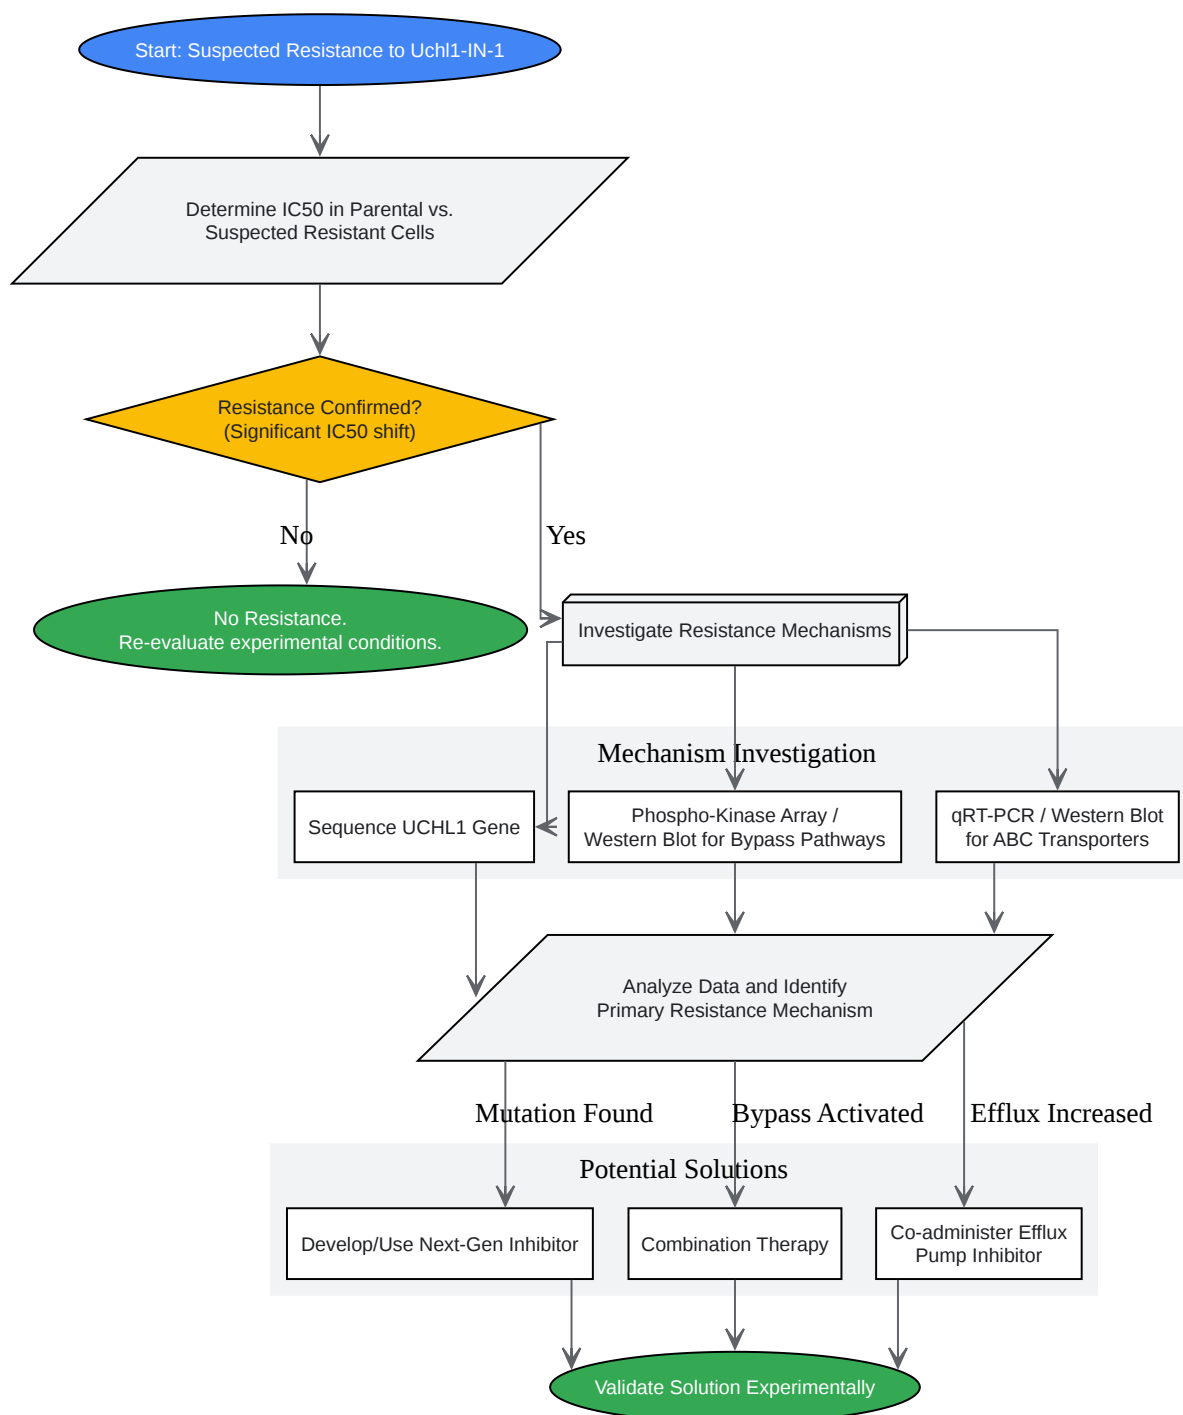 Start: Suspected Resistance to Uchl1-IN-1
Determine IC50 in Parental vs.
Suspected Resistant Cells
Resistance Confirmed?
(Significant IC50 shift)
No
Yes
No Resistance.
Re-evaluate experimental conditions.
Investigate Resistance Mechanisms
Mechanism Investigation
Sequence UCHL1 Gene
Phospho-Kinase Array /
Western Blot for Bypass Pathways
qRT-PCR / Western Blot
for ABC Transporters
Analyze Data and Identify
Primary Resistance Mechanism
Mutation Found
Bypass Activated
Efflux Increased
Potential Solutions
Develop/Use Next-Gen Inhibitor
Combination Therapy
Co-administer Efflux
Pump Inhibitor
Validate Solution Experimentally